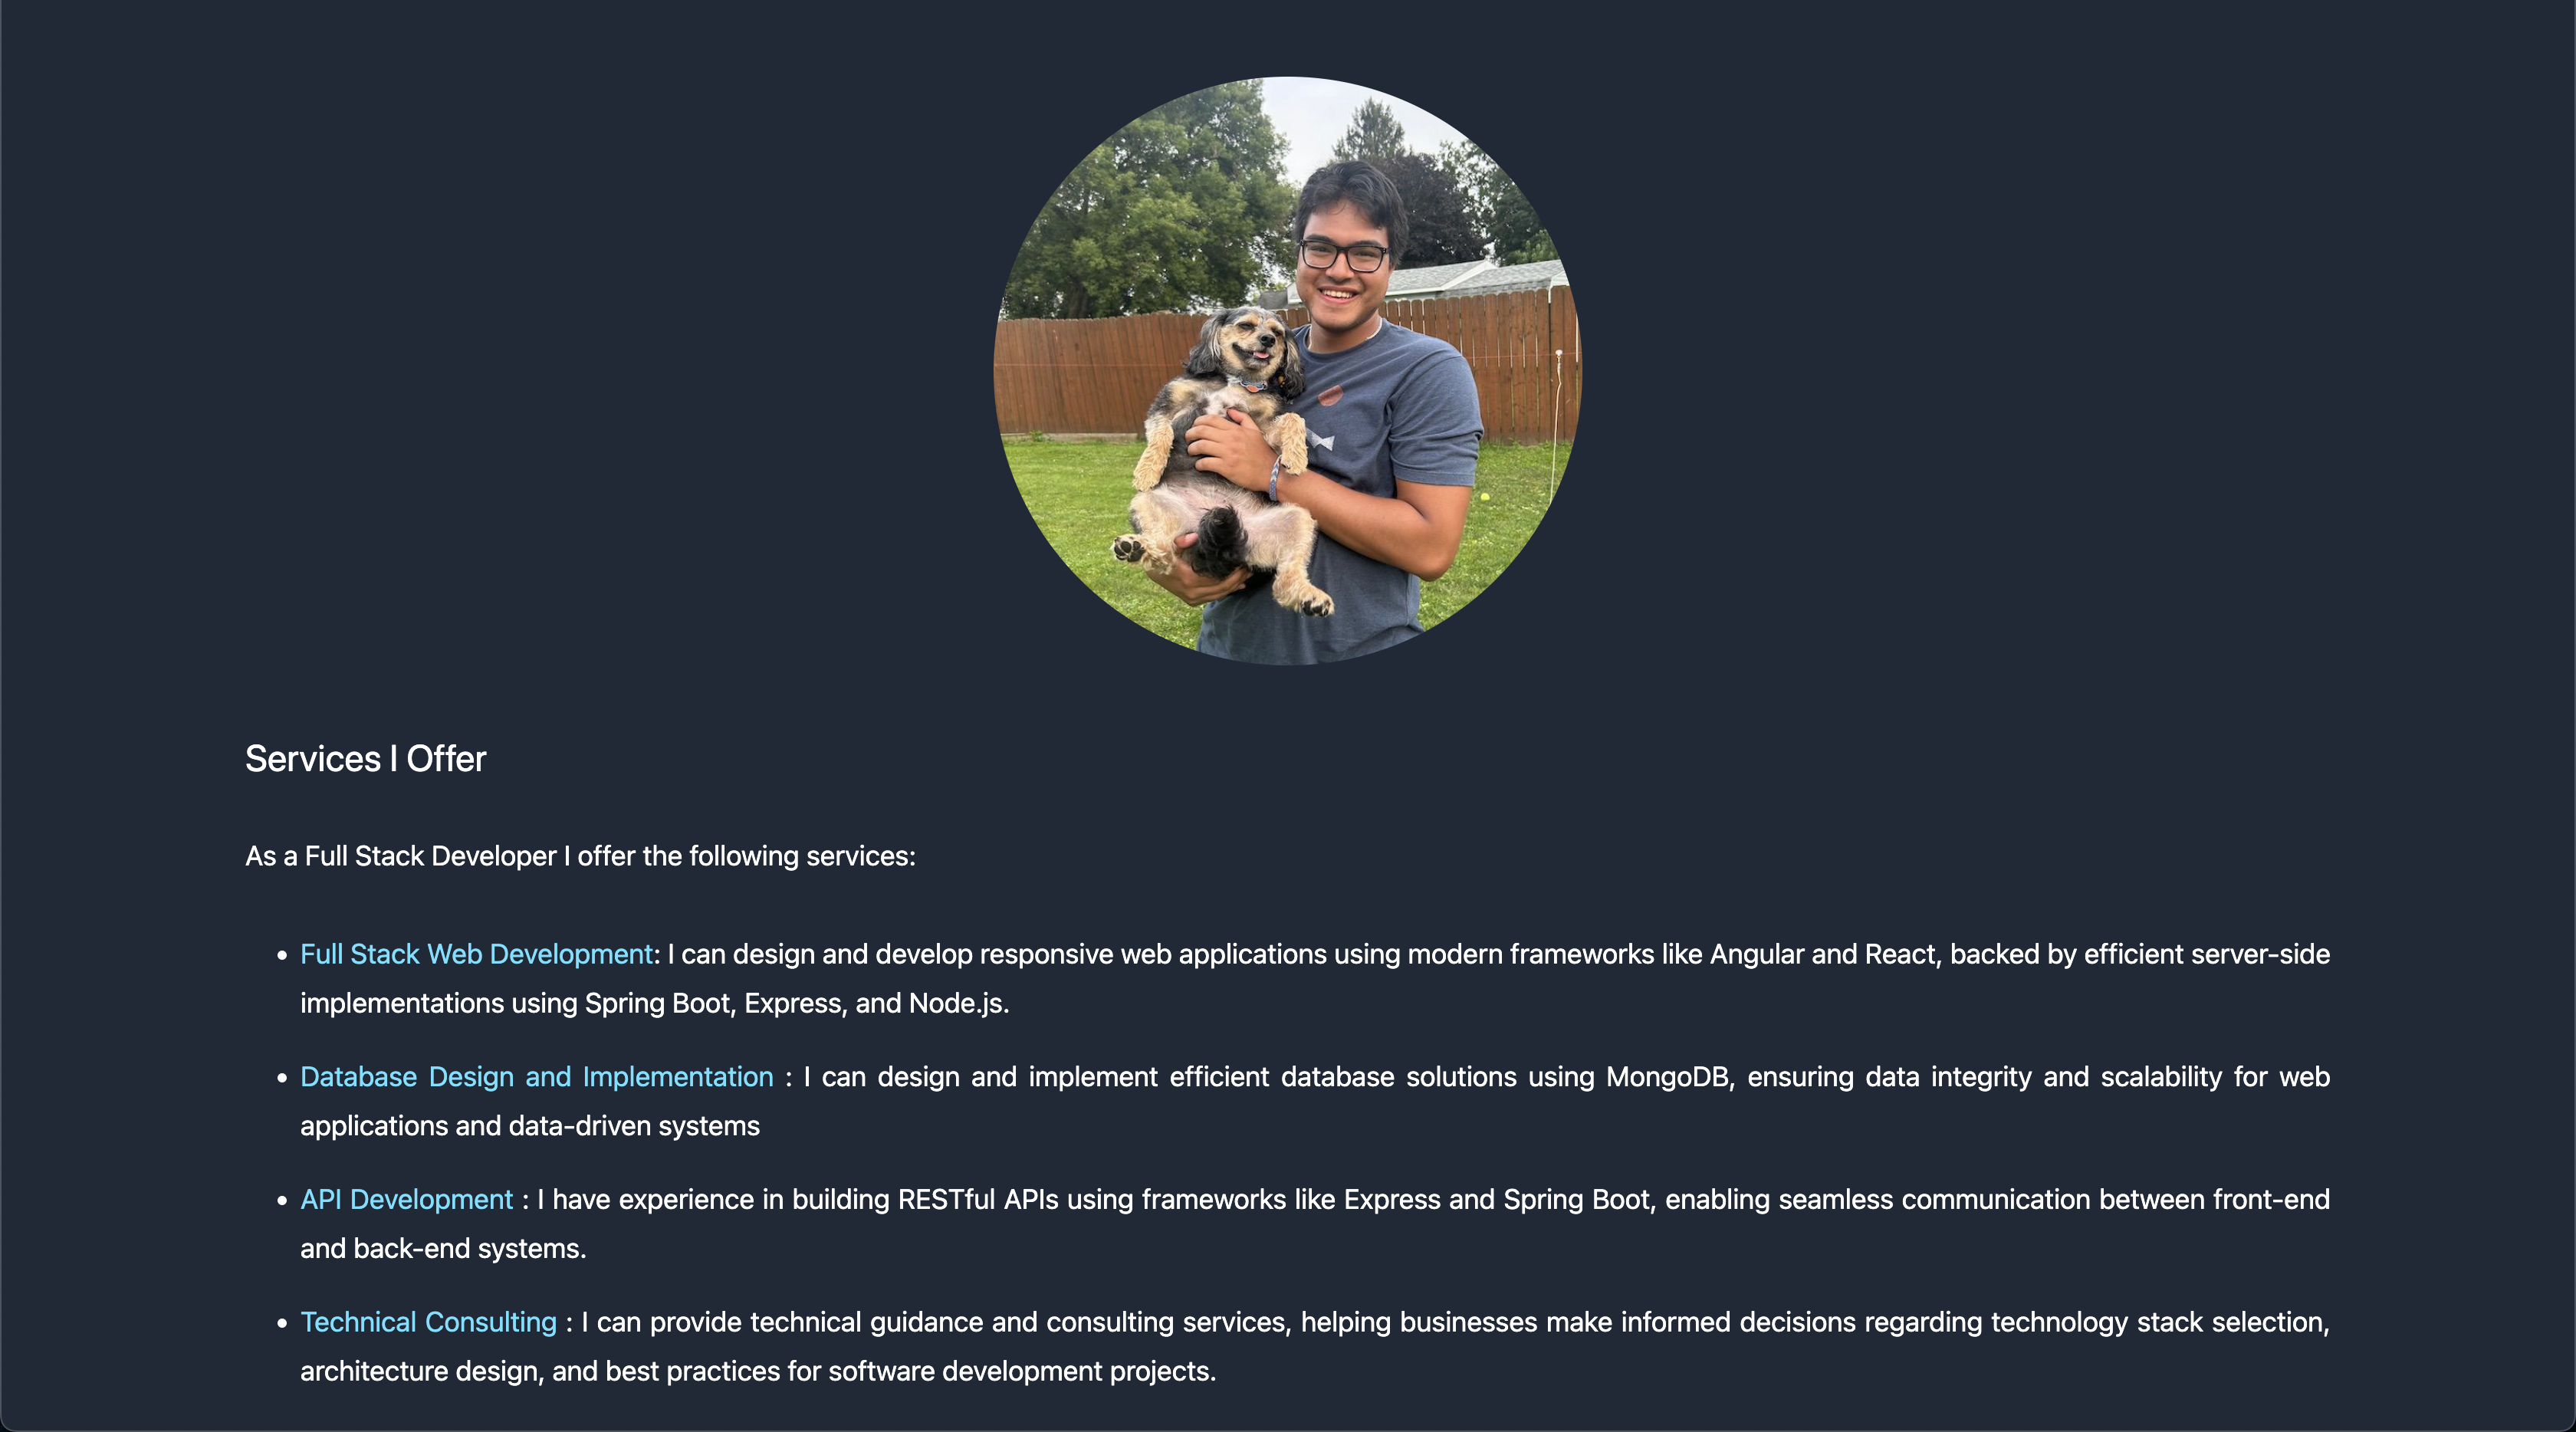 Services I Offer
As a Full Stack Developer I offer the following services:
• Full Stack Web Development: I can design and develop responsive web applications using modern frameworks like Angular and React, backed by efficient server-side
implementations using Spring Boot, Express, and Node.js.
• Database Design and Implementation : I can design and implement efficient database solutions using MongoDB, ensuring data integrity and scalability for web
applications and data-driven systems
• API Development : I have experience in building RESTful APIs using frameworks like Express and Spring Boot, enabling seamless communication between front-end
and back-end systems.
• Technical Consulting : I can provide technical guidance and consulting services, helping businesses make informed decisions regarding technology stack selection,
architecture design, and best practices for software development projects.